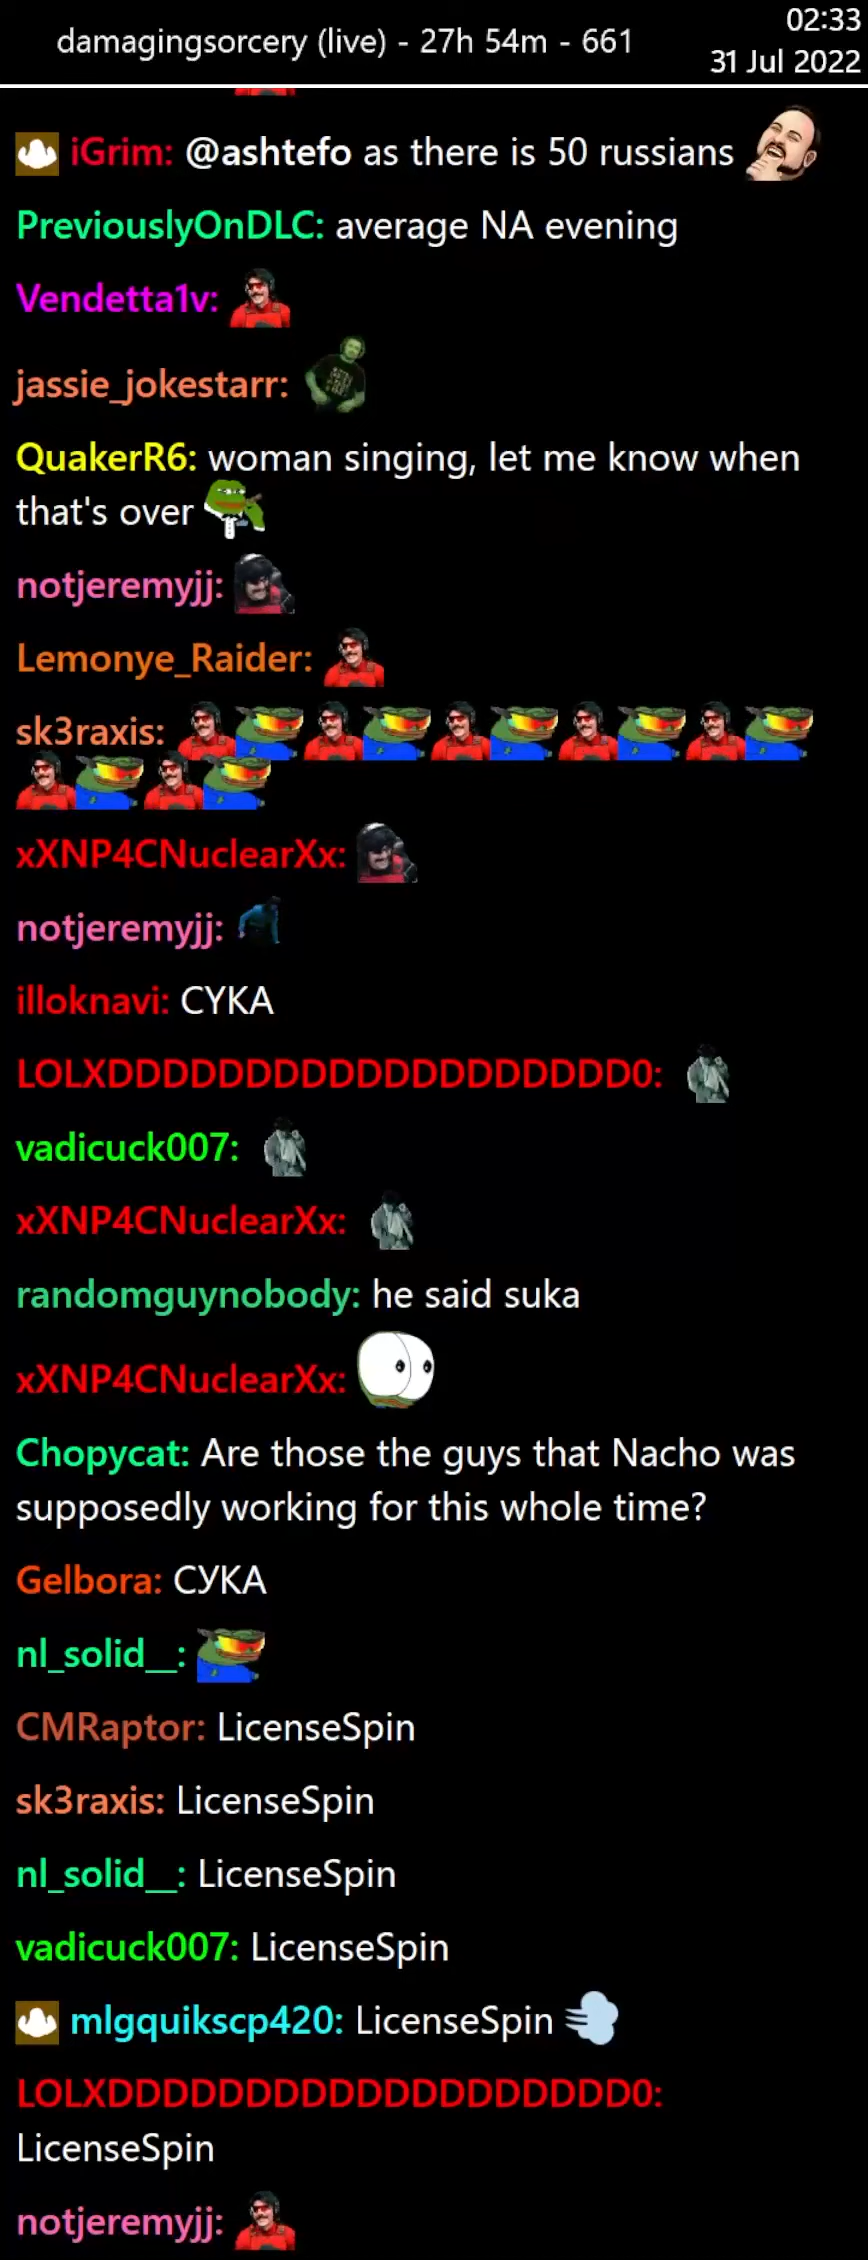 damagingsorcery (live) - 27h 54m - 661
02:33
31 Jul 2022
iGrim: @ashtefo as there is 50 russians
PreviouslyOnDLC: average NA evening
Vendetta1v:
jassie_jokestarr:
QuakerR6: woman singing, let me know when
that's over
notjeremyjj:
Lemonye_Raider:
sk3raxis:
xXNP4CNuclearXx:
notjeremyjj:
illoknavi: CYKA
LOLXDDDDDDDDDDDDDDDDDDD0:
vadicuck007:
xXNP4CNuclearXx:
randomguynobody: he said suka
xXNP4CNuclearXx:
Chopycat: Are those the guys that Nacho was
supposedly working for this whole time?
Gelbora: СУКА
nl_solid__:
CMRaptor: LicenseSpin
sk3raxis: LicenseSpin
nl_solid__: LicenseSpin
vadicuck007: LicenseSpin
mlgquikscp420: LicenseSpin
LOLXDDDDDDDDDDDDDDDDDDD0:
LicenseSpin
notjeremyjj: